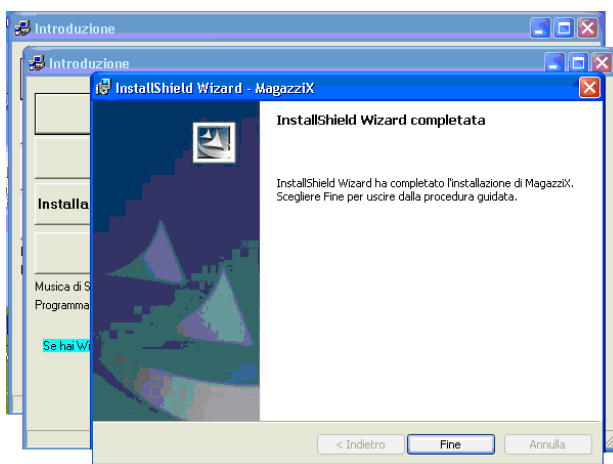 Introduzione
Introduzione
InstallShield Wizard - MagazziX
InstallShield Wizard completata
InstallShield Wizard ha completato l'installazione di MagazziX.
Scegliere Fine per uscire dalla procedura guidata.
Installa
Musica di S
Programma
Se hai Wi
< Indietro
Fine
Annulla